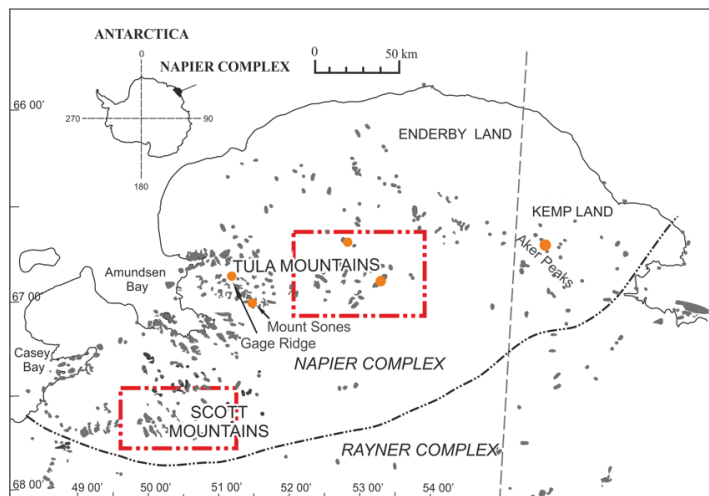 ANTARCTICA
NAPIER COMPLEX
0
270
90
180
0 50 km
66 00'
ENDERBY LAND
KEMP LAND
Aker Peaks
TULA MOUNTAINS
Amundsen
Bay
67 00'
Mount Sones
Gage Ridge
Casey
Bay
NAPIER COMPLEX
SCOTT
MOUNTAINS
RAYNER COMPLEX
68 00'
49 00' 50 00' 51 00' 52 00' 53 00' 54 00'